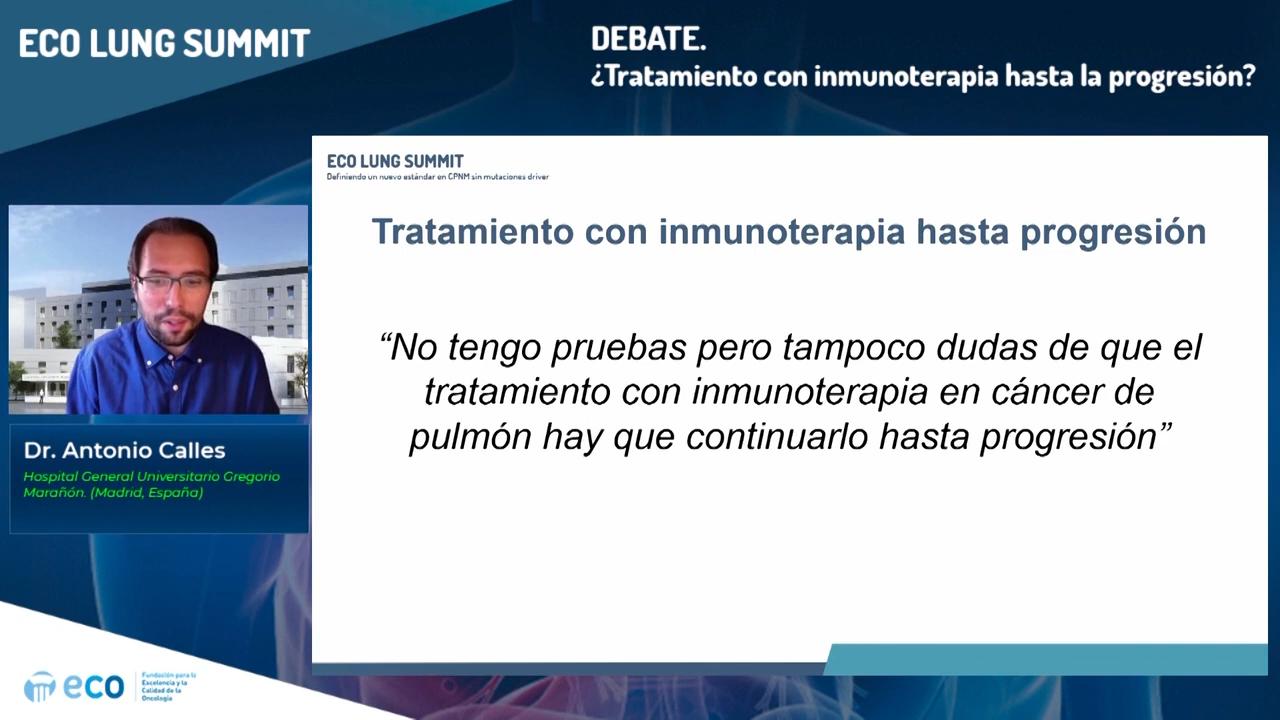 ECO LUNG SUMMIT
DEBATE.
¿Tratamiento con inmunoterapia hasta la progresión?
ECO LUNG SUMMIT
Definiendo un nuevo estándar en CPNM sin mutaciones driver
Tratamiento con inmunoterapia hasta progresión
“No tengo pruebas pero tampoco dudas de que el
tratamiento con inmunoterapia en cáncer de
pulmón hay que continuarlo hasta progresión”
Dr. Antonio Calles
Hospital General Universitario Gregorio
Marañón. (Madrid, España)
eco
Fundación para la
Excelencia y la
Calidad de la
Oncología